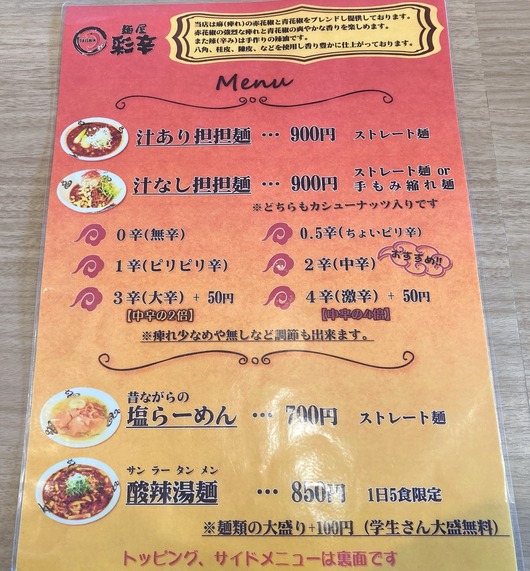 当店は麻(痺れ)の赤花椒と青花椒をブレンドし提供しております。
赤花椒の強烈な痺れと青花椒の爽やかな香りを楽しめます。
また辣(辛み)は手作りの辣油です。
八角、桂皮、陳皮、などを使用し香り豊かに仕上がっております。
麺屋
Menu
汁あり担担麺 … 900円 ストレート麺
汁なし担担麺 … 900円 ストレート麺 or
手もみ縮れ麺
※どちらもカシューナッツ入りです
0辛(無辛) 0.5辛(ちょいピリ辛)
1辛(ピリピリ辛) 2辛(中辛) おすすめ!!
3辛(大辛) + 50円 4辛(激辛) + 50円
【中辛の2倍】 【中辛の4倍】
※痺れ少なめや無しなど調節も出来ます。
昔ながらの
塩らーめん … 700円 ストレート麺
サン ラー タン メン
酸辣湯麺 … 850円 1日5食限定
※麺類の大盛り+100円(学生さん大盛無料)
トッピング、サイドメニューは裏面です